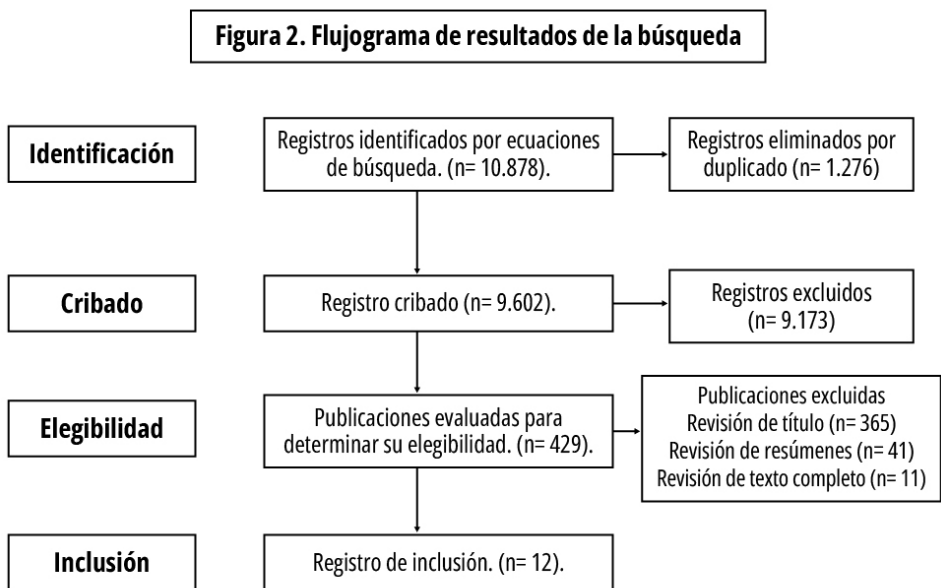 Figura 2. Flujograma de resultados de la búsqueda
Identificación
Registros identificados por ecuaciones
de búsqueda. (n= 10.878).
Registros eliminados por
duplicado (n= 1.276)
Cribado
Registro cribado (n= 9.602).
Registros excluidos
(n= 9.173)
Elegibilidad
Publicaciones evaluadas para
determinar su elegibilidad. (n= 429).
Publicaciones excluidas
Revisión de título (n= 365)
Revisión de resúmenes (n= 41)
Revisión de texto completo (n= 11)
Inclusión
Registro de inclusión. (n= 12).